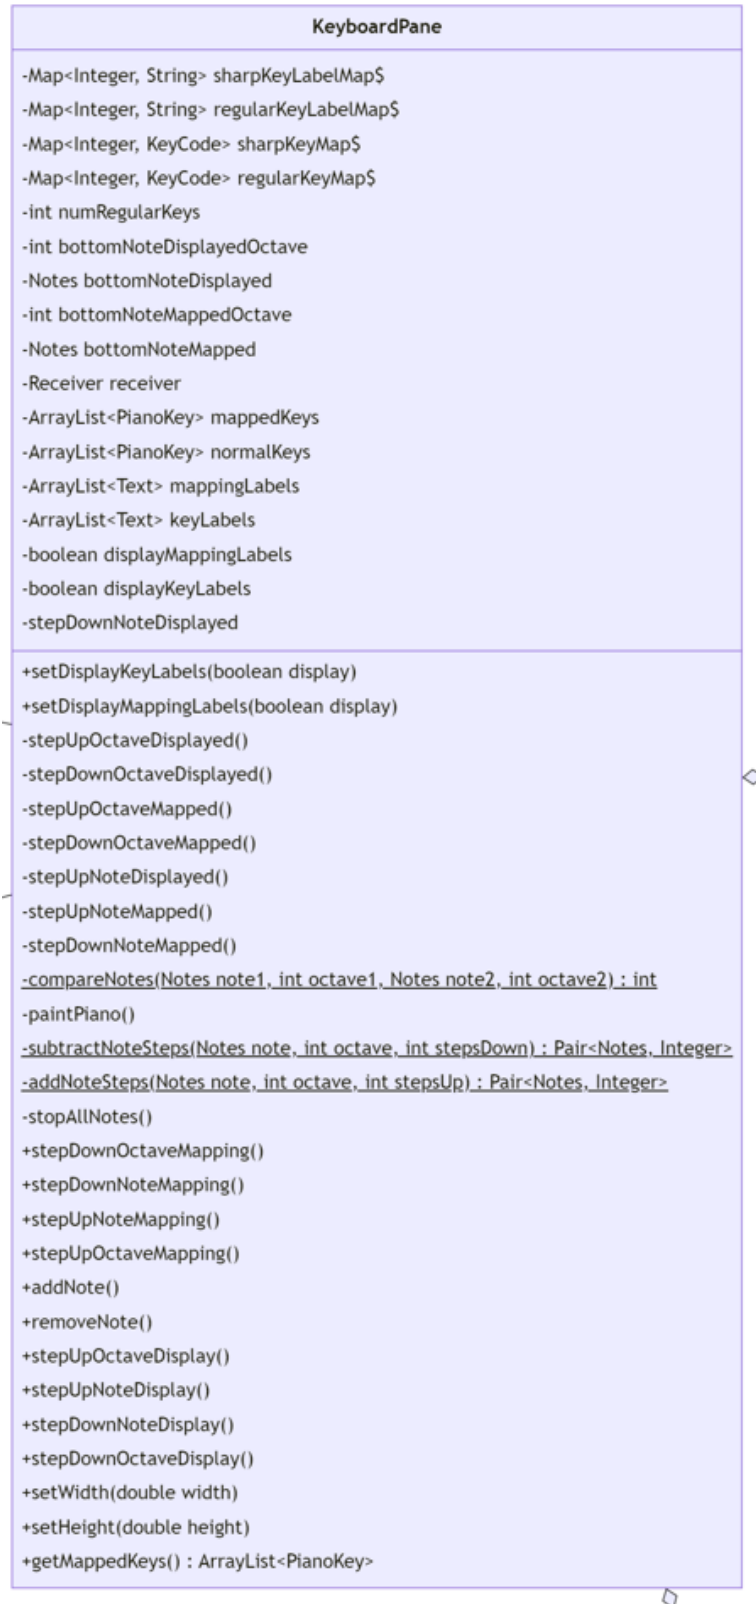 KeyboardPane
-Map<Integer, String> sharpKeyLabelMap$
-Map<Integer, String> regularKeyLabelMap$
-Map<Integer, KeyCode> sharpKeyMap$
-Map<Integer, KeyCode> regularKeyMap$
-int numRegularKeys
-int bottomNoteDisplayedOctave
-Notes bottomNoteDisplayed
-int bottomNoteMappedOctave
-Notes bottomNoteMapped
-Receiver receiver
-ArrayList<PianoKey> mappedKeys
-ArrayList<PianoKey> normalKeys
-ArrayList<Text> mappingLabels
-ArrayList<Text> keyLabels
-boolean displayMappingLabels
-boolean displayKeyLabels
-stepDownNoteDisplayed
+setDisplayKeyLabels(boolean display)
+setDisplayMappingLabels(boolean display)
-stepUpOctaveDisplayed()
-stepDownOctaveDisplayed()
-stepUpOctaveMapped()
-stepDownOctaveMapped()
-stepUpNoteDisplayed()
-stepUpNoteMapped()
-stepDownNoteMapped()
-compareNotes(Notes note1, int octave1, Notes note2, int octave2) : int
-paintPiano()
-subtractNoteSteps(Notes note, int octave, int stepsDown) : Pair<Notes, Integer>
-addNoteSteps(Notes note, int octave, int stepsUp) : Pair<Notes, Integer>
-stopAllNotes()
+stepDownOctaveMapping()
+stepDownNoteMapping()
+stepUpNoteMapping()
+stepUpOctaveMapping()
+addNote()
+removeNote()
+stepUpOctaveDisplay()
+stepUpNoteDisplay()
+stepDownNoteDisplay()
+stepDownOctaveDisplay()
+setWidth(double width)
+setHeight(double height)
+getMappedKeys() : ArrayList<PianoKey>